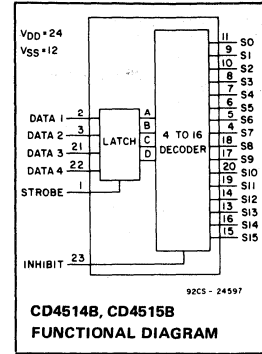 VDD=24
VSS=12
DATA 1 2
DATA 2 3
DATA 3 21
DATA 4 22
STROBE 1
INHIBIT 23
LATCH
A
B
C
D
4 TO 16
DECODER
11 S0
9 S1
10 S2
8 S3
7 S4
6 S5
5 S6
4 S7
18 S8
17 S9
20 S10
19 S11
14 S12
13 S13
16 S14
15 S15
92CS-24597
CD4514B, CD4515B
FUNCTIONAL DIAGRAM